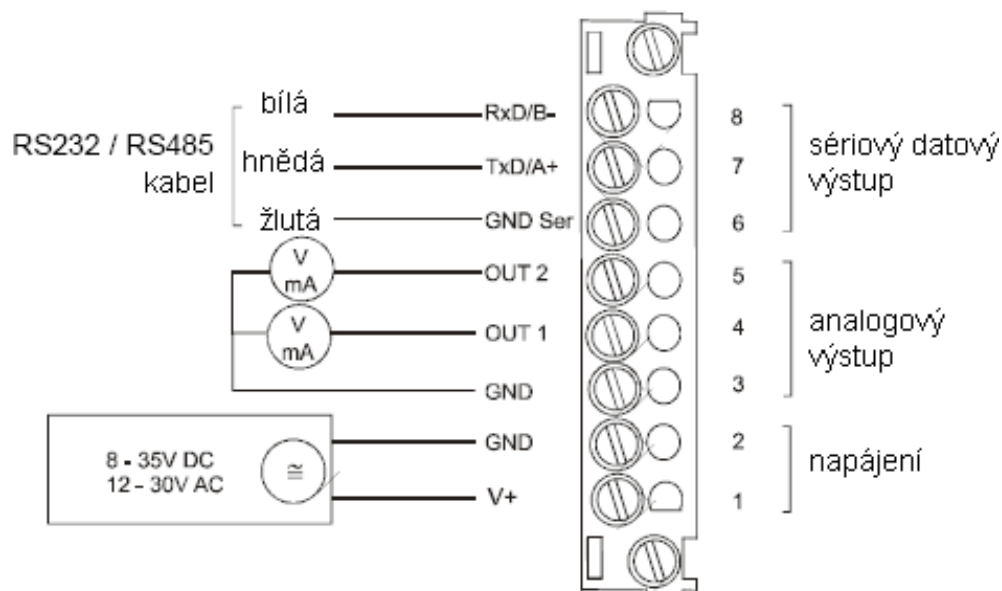 bílá
RxD/B-
8
RS232 / RS485
kabel
hnědá
TxD/A+
7
sériový datový
výstup
žlutá
GND Ser
6
V
mA
OUT 2
5
V
mA
OUT 1
4
analogový
výstup
GND
3
8 - 35V DC
12 - 30V AC
≅
GND
2
napájení
V+
1